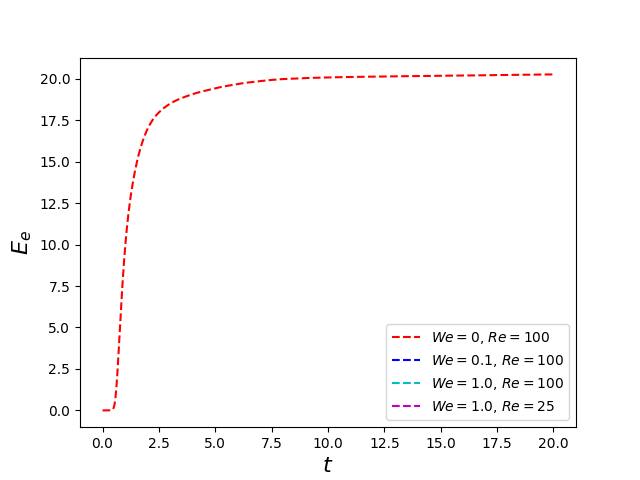 20.0
17.5
15.0
12.5
10.0
7.5
5.0
2.5
0.0
E_e
We = 0, Re = 100
We = 0.1, Re = 100
We = 1.0, Re = 100
We = 1.0, Re = 25
0.0 2.5 5.0 7.5 10.0 12.5 15.0 17.5 20.0
t